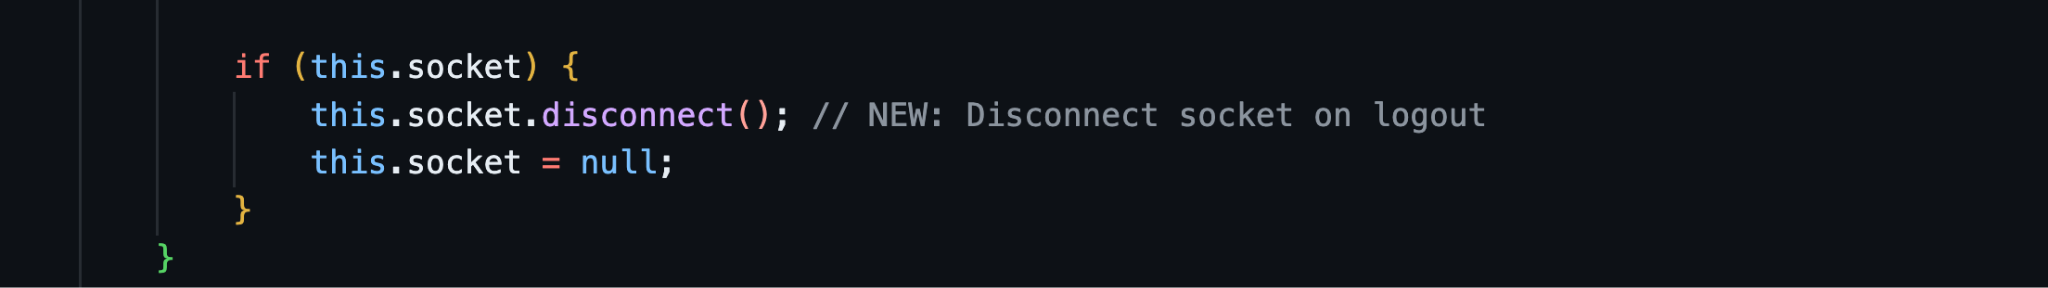 if (this.socket) {
this.socket.disconnect(); // NEW: Disconnect socket on logout
this.socket = null;
}
}